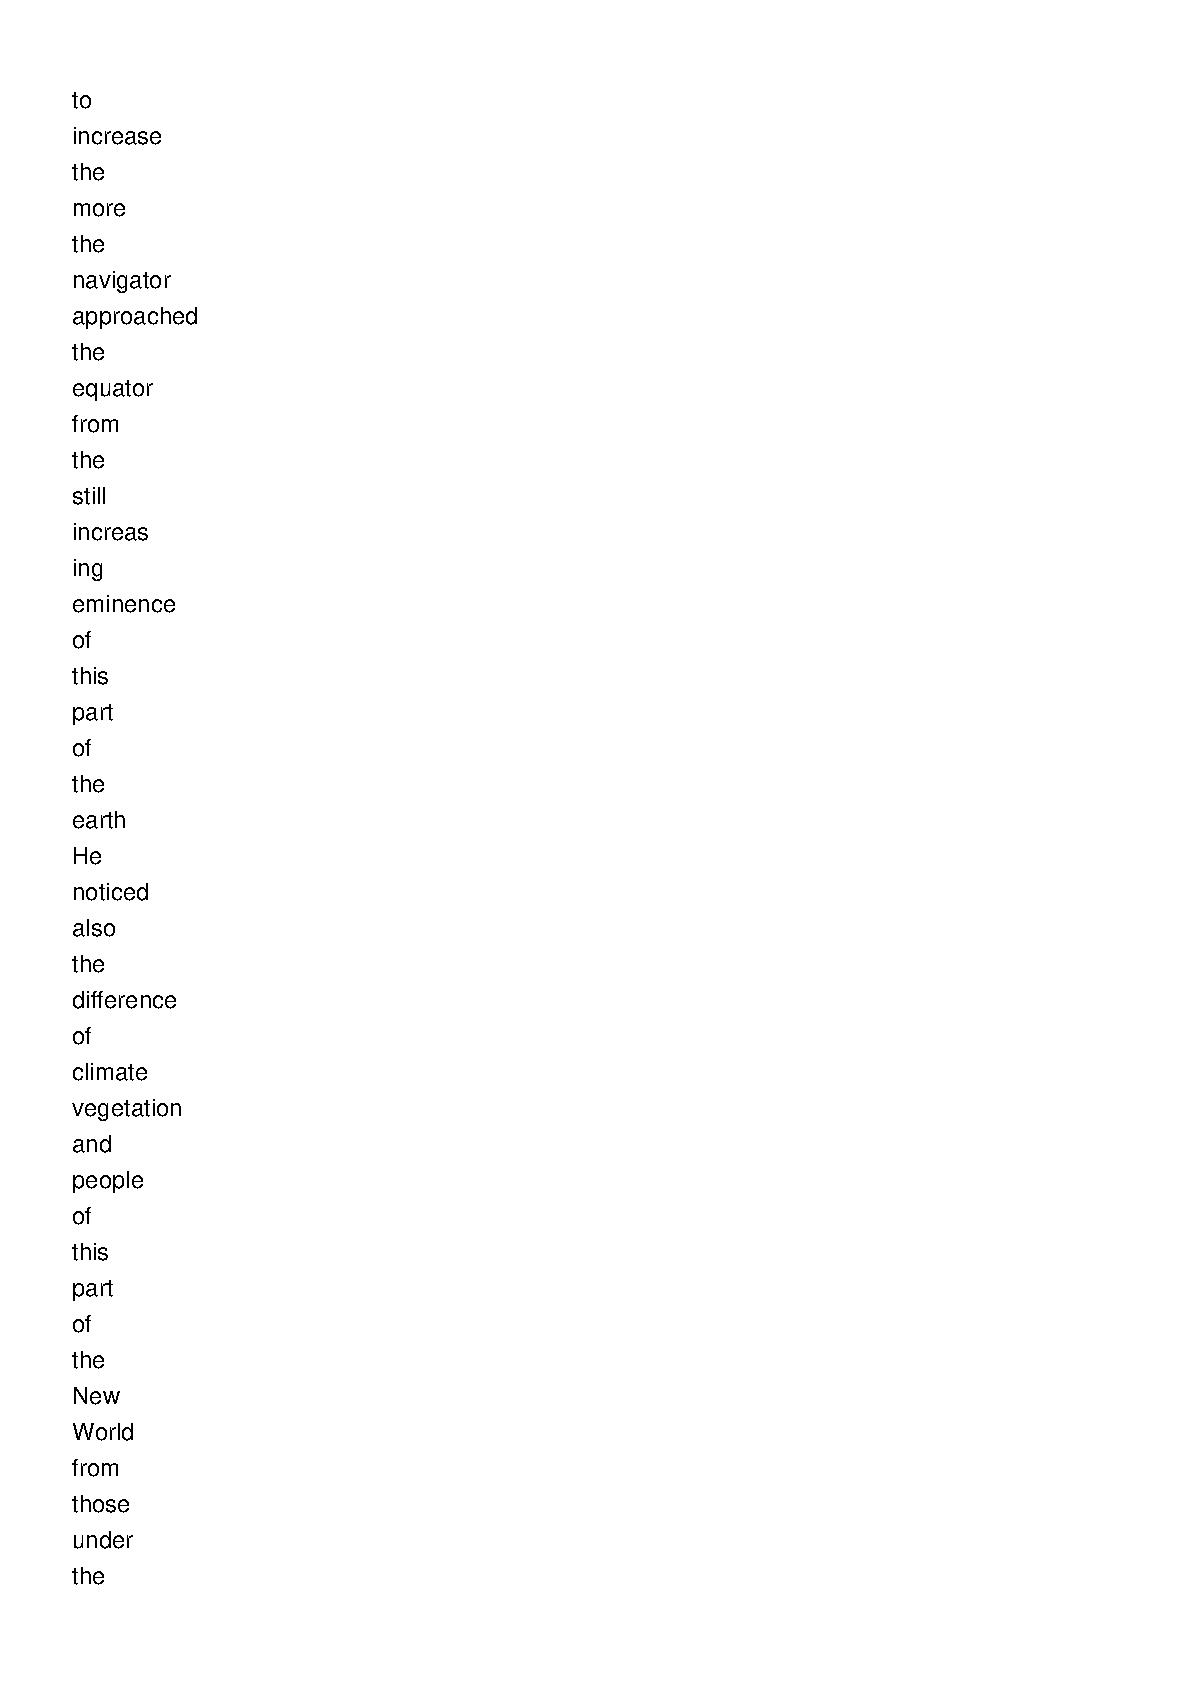 to
increase
the
more
the
navigator
approached
the
equator
from
the
still
increas
ing
eminence
of
this
part
of
the
earth
He
noticed
also
the
difference
of
climate
vegetation
and
people
of
this
part
of
the
New
World
from
those
under
the